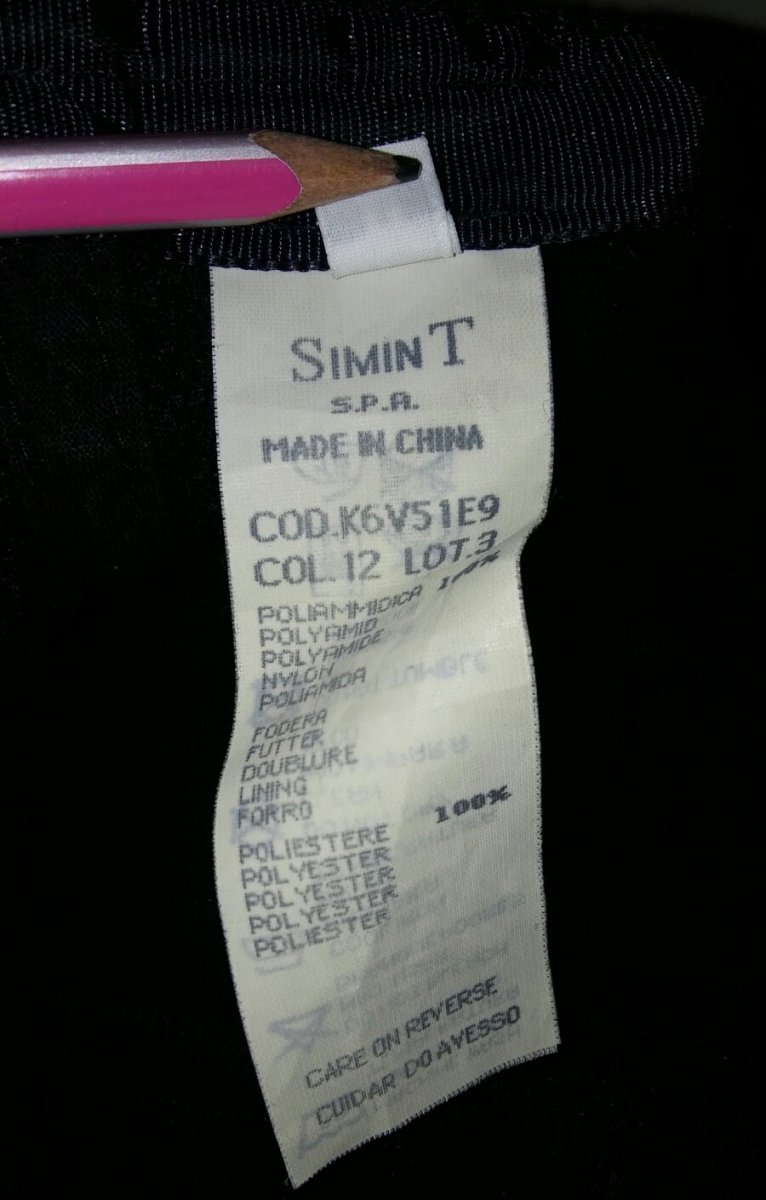 SIMINT
S.P.A.
MADE IN CHINA
COD.K6V51E9
COL.12 LOT.3
POLIAMMIDICA 100%
POLYAMID
POLYAMIDE
NYLON
POLIAMIDA
FODERA
FUTTER
DOUBLURE
LINING
FORRO
100%
POLIESTERE
POLYESTER
POLYESTER
POLYESTER
POLIESTER
CARE ON REVERSE
CUIDAR DO AVESSO